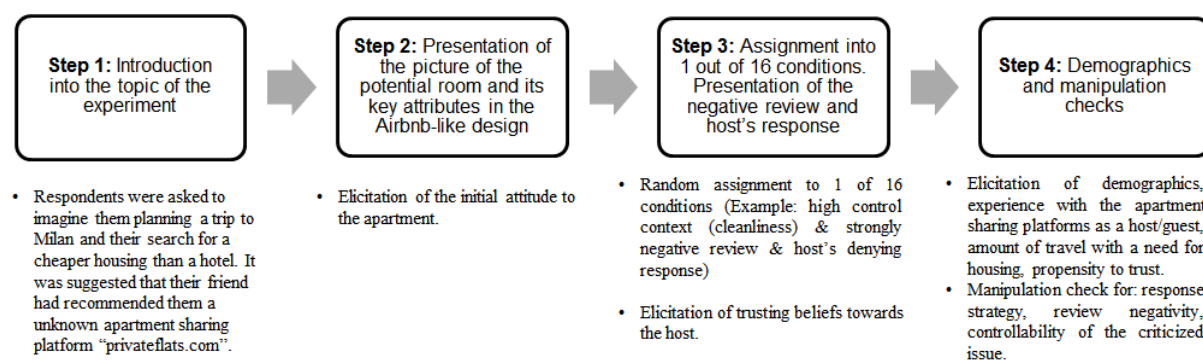 Step 1: Introduction
into the topic of the
experiment
Step 2: Presentation of
the picture of the
potential room and its
key attributes in the
Airbnb-like design
Step 3: Assignment into
1 out of 16 conditions.
Presentation of the
negative review and
host's response
Step 4: Demographics
and manipulation
checks
• Respondents were asked to
imagine them planning a trip to
Milan and their search for a
cheaper housing than a hotel. It
was suggested that their friend
had recommended them a
unknown apartment sharing
platform “privateflats.com”.
• Elicitation of the initial attitude to
the apartment.
• Random assignment to 1 of 16
conditions (Example: high control
context (cleanliness) & strongly
negative review & host's denying
response)
• Elicitation of trusting beliefs towards
the host.
• Elicitation of demographics,
experience with the apartment
sharing platforms as a host/guest,
amount of travel with a need for
housing, propensity to trust.
• Manipulation check for: response
strategy, review negativity,
controllability of the criticized
issue.